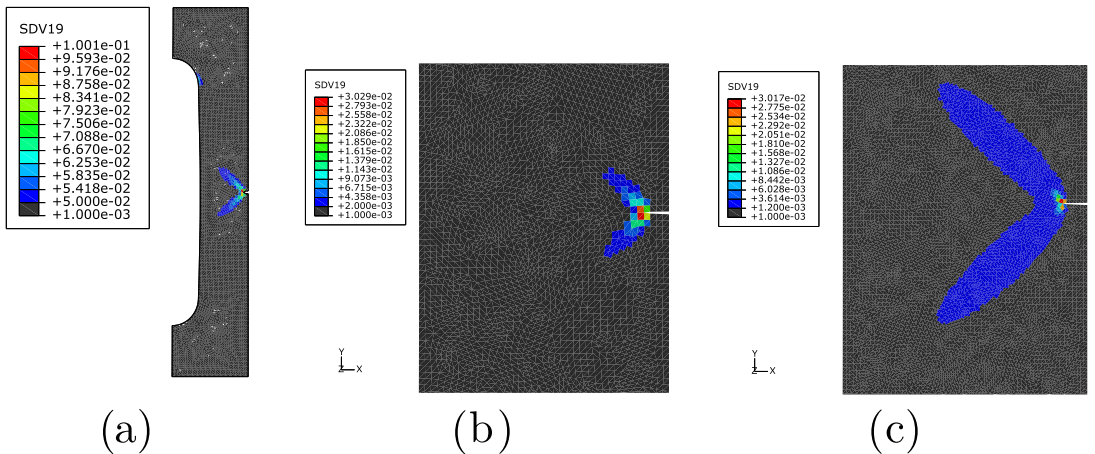 SDV19
+1.001e-01
+9.593e-02
+9.176e-02
+8.758e-02
+8.341e-02
+7.923e-02
+7.506e-02
+7.088e-02
+6.670e-02
+6.253e-02
+5.835e-02
+5.418e-02
+5.000e-02
+1.000e-03
(a)
SDV19
+3.029e-02
+2.793e-02
+2.558e-02
+2.322e-02
+2.086e-02
+1.850e-02
+1.615e-02
+1.379e-02
+1.143e-02
+9.073e-03
+6.715e-03
+4.358e-03
+2.000e-03
+1.000e-03
Y
Z X
(b)
SDV19
+3.017e-02
+2.775e-02
+2.534e-02
+2.292e-02
+2.051e-02
+1.810e-02
+1.568e-02
+1.327e-02
+1.086e-02
+8.442e-03
+6.028e-03
+3.614e-03
+1.200e-03
+1.000e-03
Y
Z X
(c)